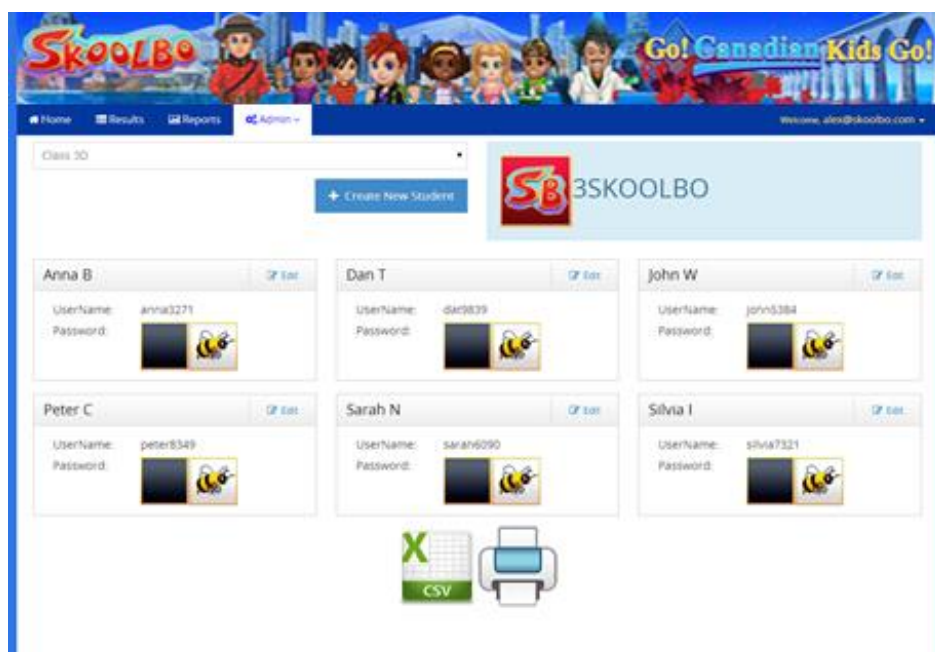 SKOOLBO Go! Canadian Kids Go!
Home Results Reports Admin Welcome, alex@skoolbo.com
Class 3D
+ Create New Student
SB 3SKOOLBO
Anna B Edit Dan T Edit John W Edit
UserName: anna3271 UserName: dan9839 UserName: john5384
Password: Password: Password:
Peter C Edit Sarah N Edit Silvia I Edit
UserName: peter8349 UserName: sarah6090 UserName: silvia7321
Password: Password: Password:
X
CSV